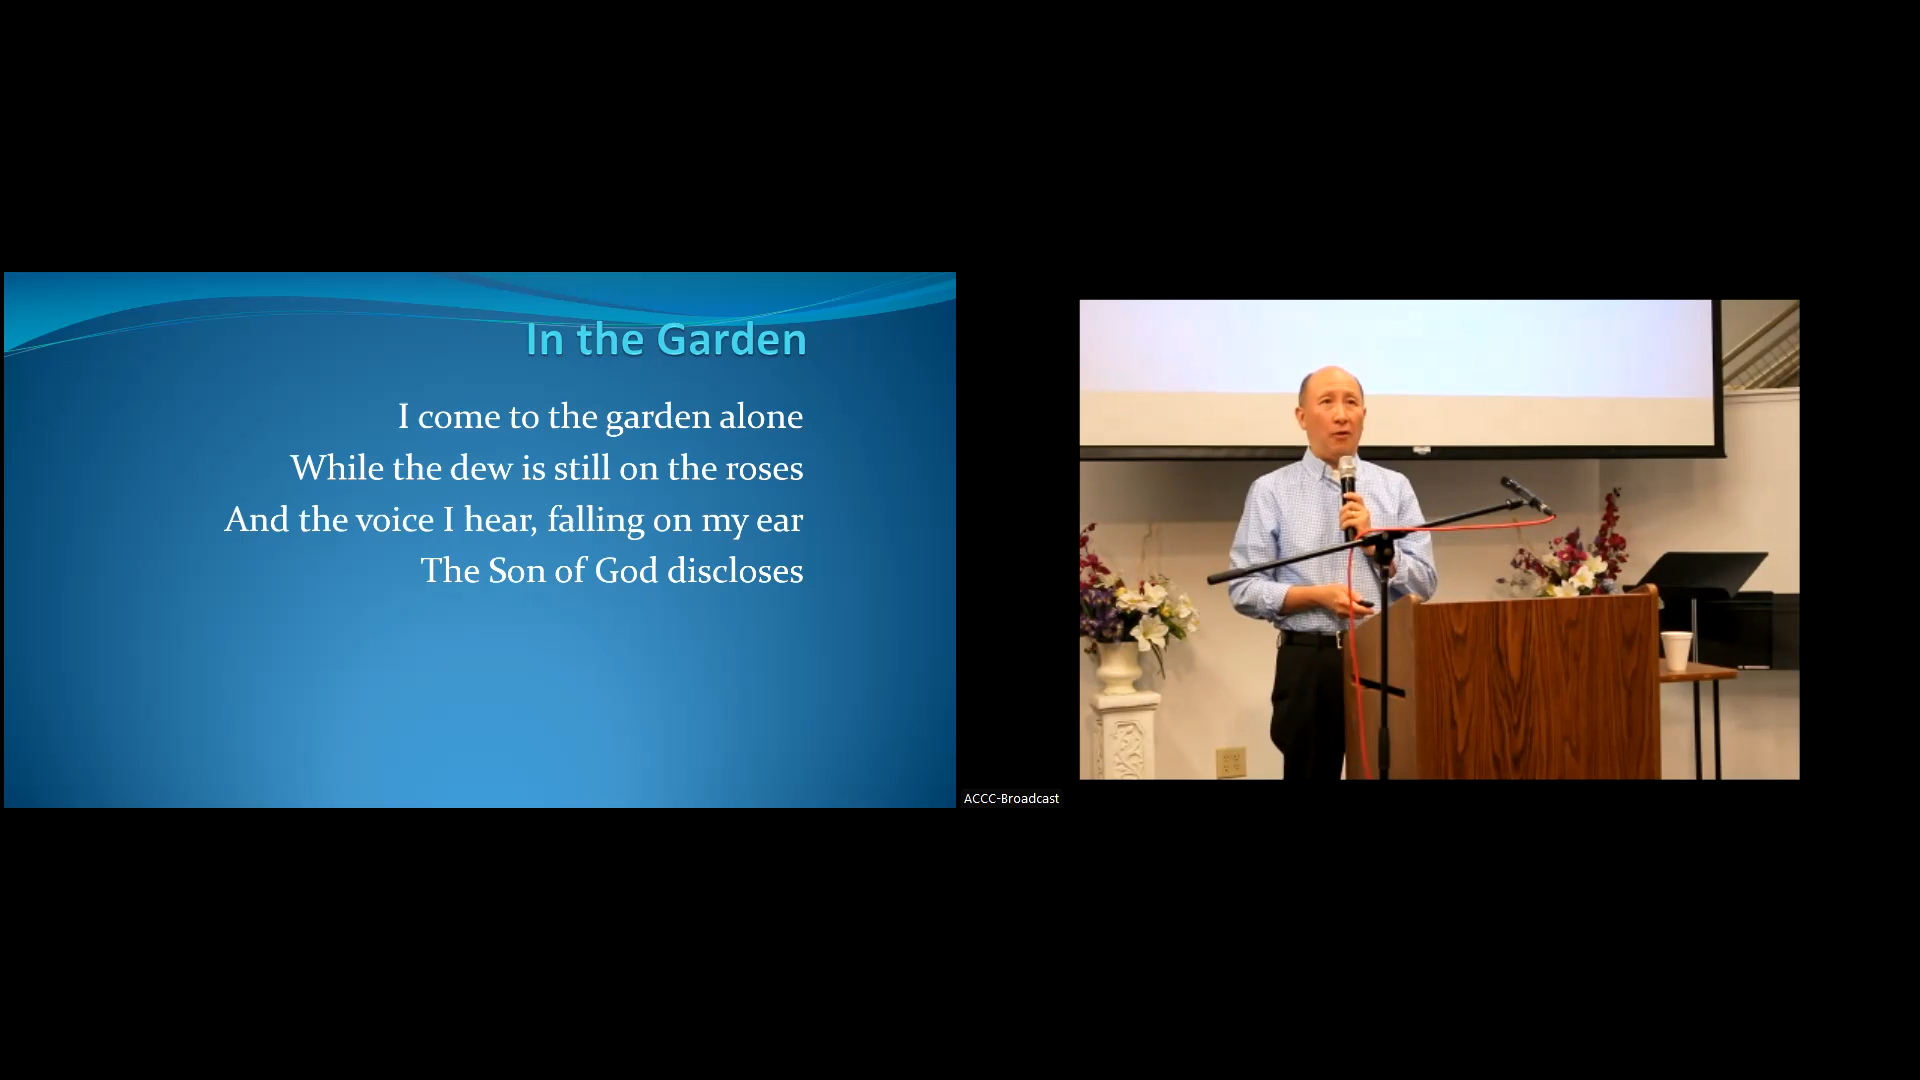 In the Garden
I come to the garden alone
While the dew is still on the roses
And the voice I hear, falling on my ear
The Son of God discloses
ACCC-Broadcast